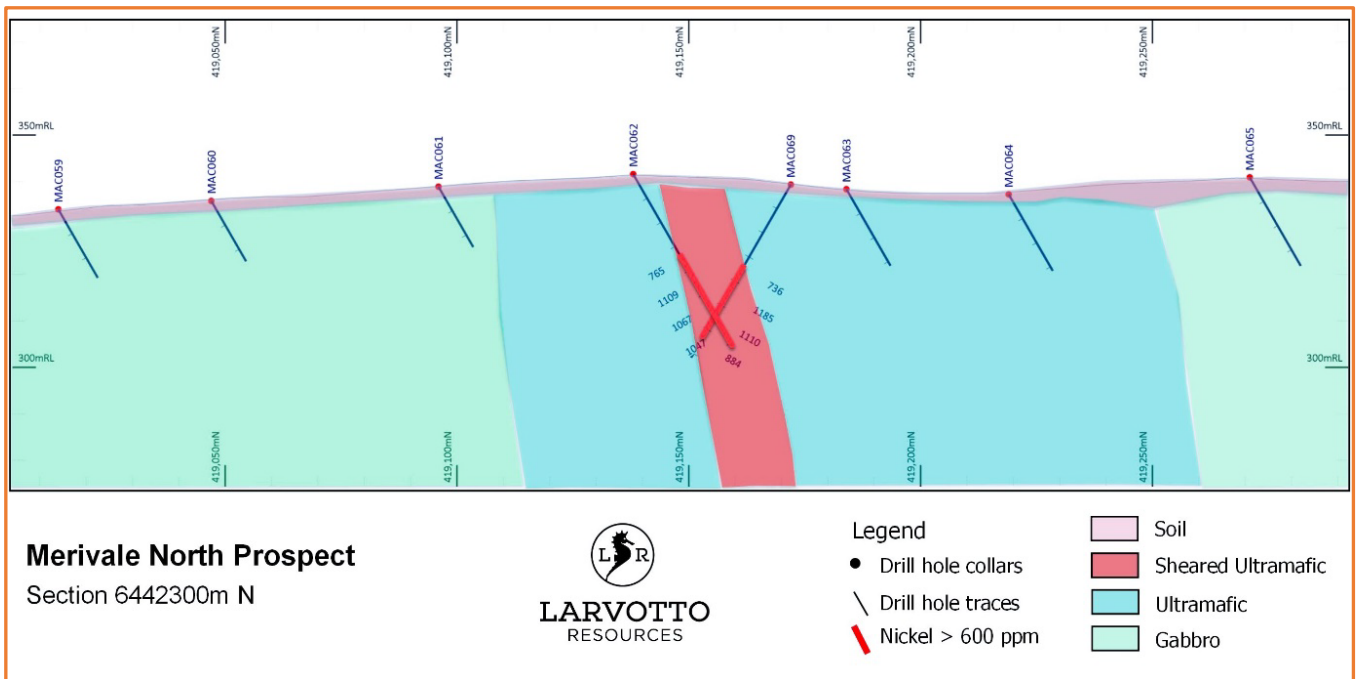 419,050mN
419,100mN
419,150mN
419,200mN
419,250mN
350mRL
350mRL
MAC059
MAC060
MAC061
MAC062
MAC069
MAC063
MAC064
MAC065
765
1109
1067
1047
736
1185
1110
884
300mRL
300mRL
419,050mN
419,100mN
419,150mN
419,200mN
419,250mN
Merivale North Prospect
Section 6442300m N
L R
LARVOTTO
RESOURCES
Legend
Drill hole collars
Drill hole traces
Nickel > 600 ppm
Soil
Sheared Ultramafic
Ultramafic
Gabbro